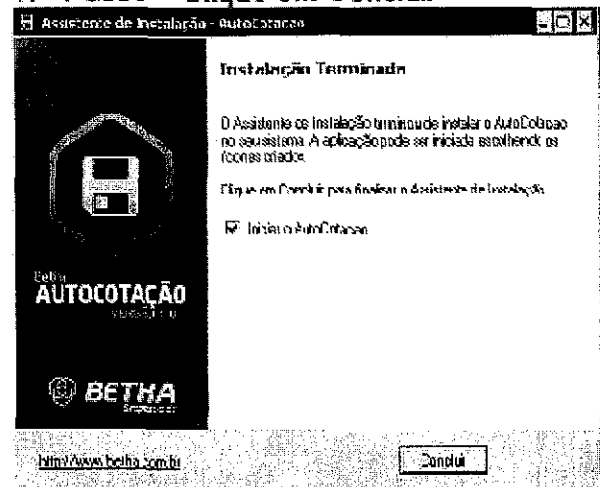 Assistente de Instalação - AutoCotacao
Instalação Terminada
O Assistente de Instalação terminou de instalar o AutoCotacao
no seu sistema. A aplicação pode ser iniciada escolhendo os
ícones criados.
Clique em Concluir para finalizar o Assistente de Instalação.
Iniciar o AutoCotacao
Betha
AUTOCOTAÇÃO
BETHA
http://www.betha.com.br
Concluir